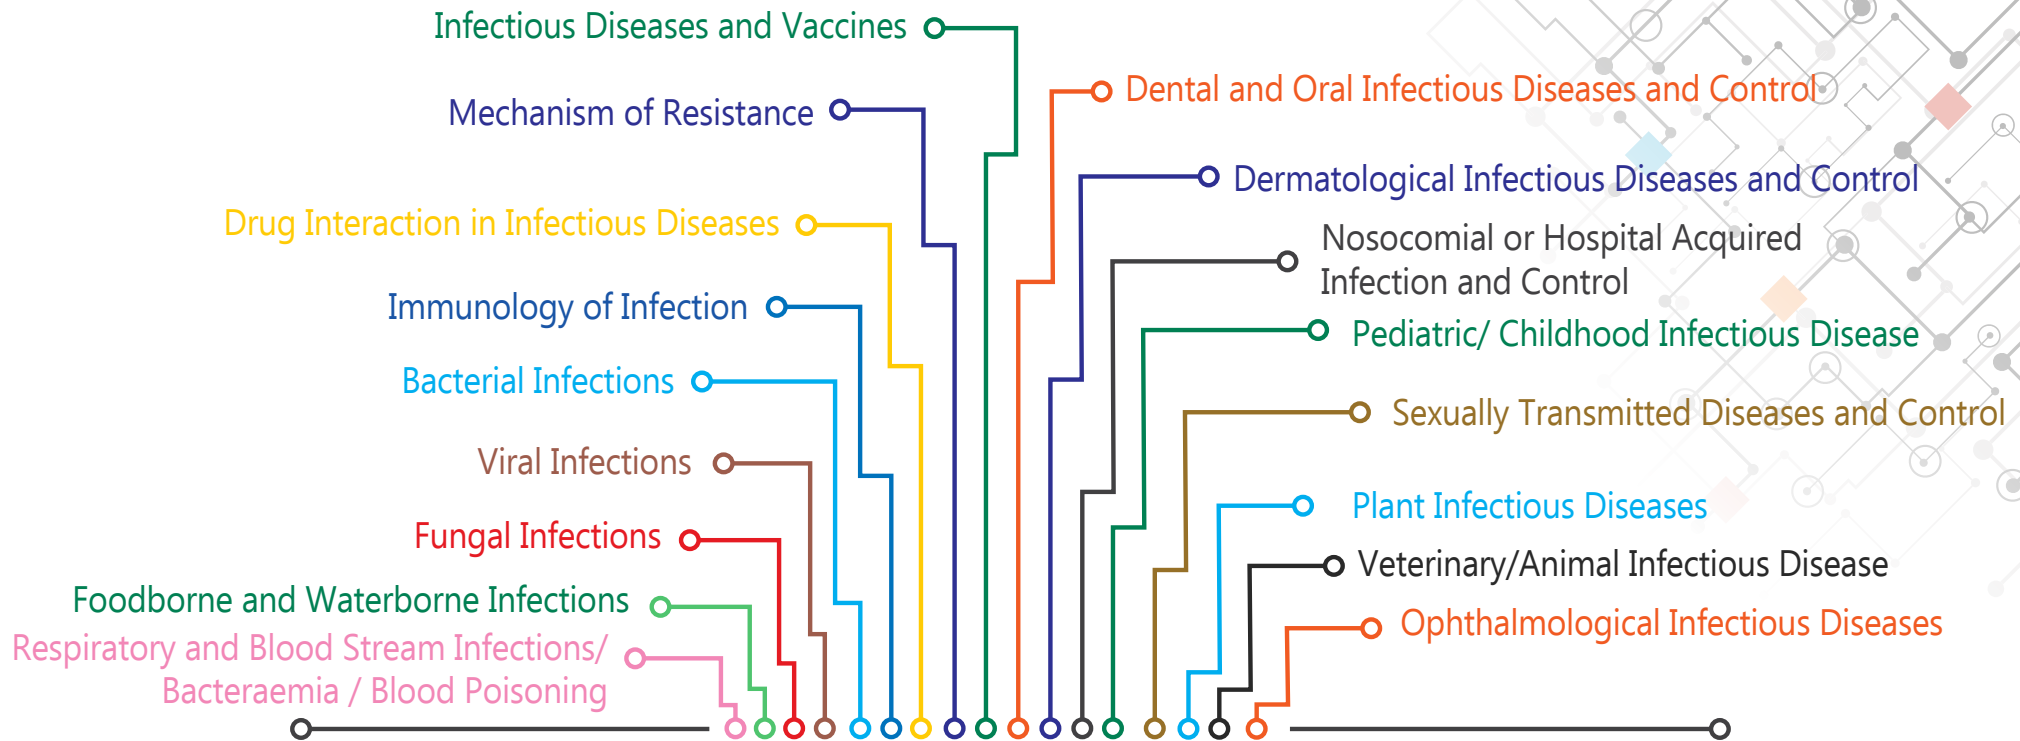 Infectious Diseases and Vaccines
Mechanism of Resistance
Drug Interaction in Infectious Diseases
Immunology of Infection
Bacterial Infections
Viral Infections
Fungal Infections
Foodborne and Waterborne Infections
Respiratory and Blood Stream Infections/
Bacteraemia / Blood Poisoning
Dental and Oral Infectious Diseases and Control
Dermatological Infectious Diseases and Control
Nosocomial or Hospital Acquired
Infection and Control
Pediatric/ Childhood Infectious Disease
Sexually Transmitted Diseases and Control
Plant Infectious Diseases
Veterinary/Animal Infectious Disease
Ophthalmological Infectious Diseases